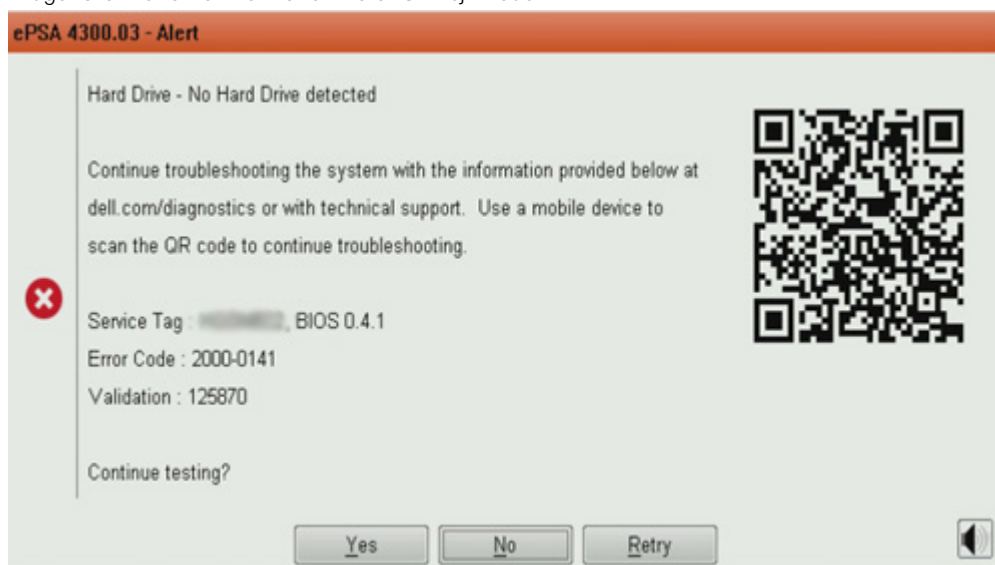 ePSA 4300.03 - Alert
Hard Drive - No Hard Drive detected
Continue troubleshooting the system with the information provided below at
dell.com/diagnostics or with technical support. Use a mobile device to
scan the QR code to continue troubleshooting.
Service Tag : , BIOS 0.4.1
Error Code : 2000-0141
Validation : 125870
Continue testing?
Yes No Retry